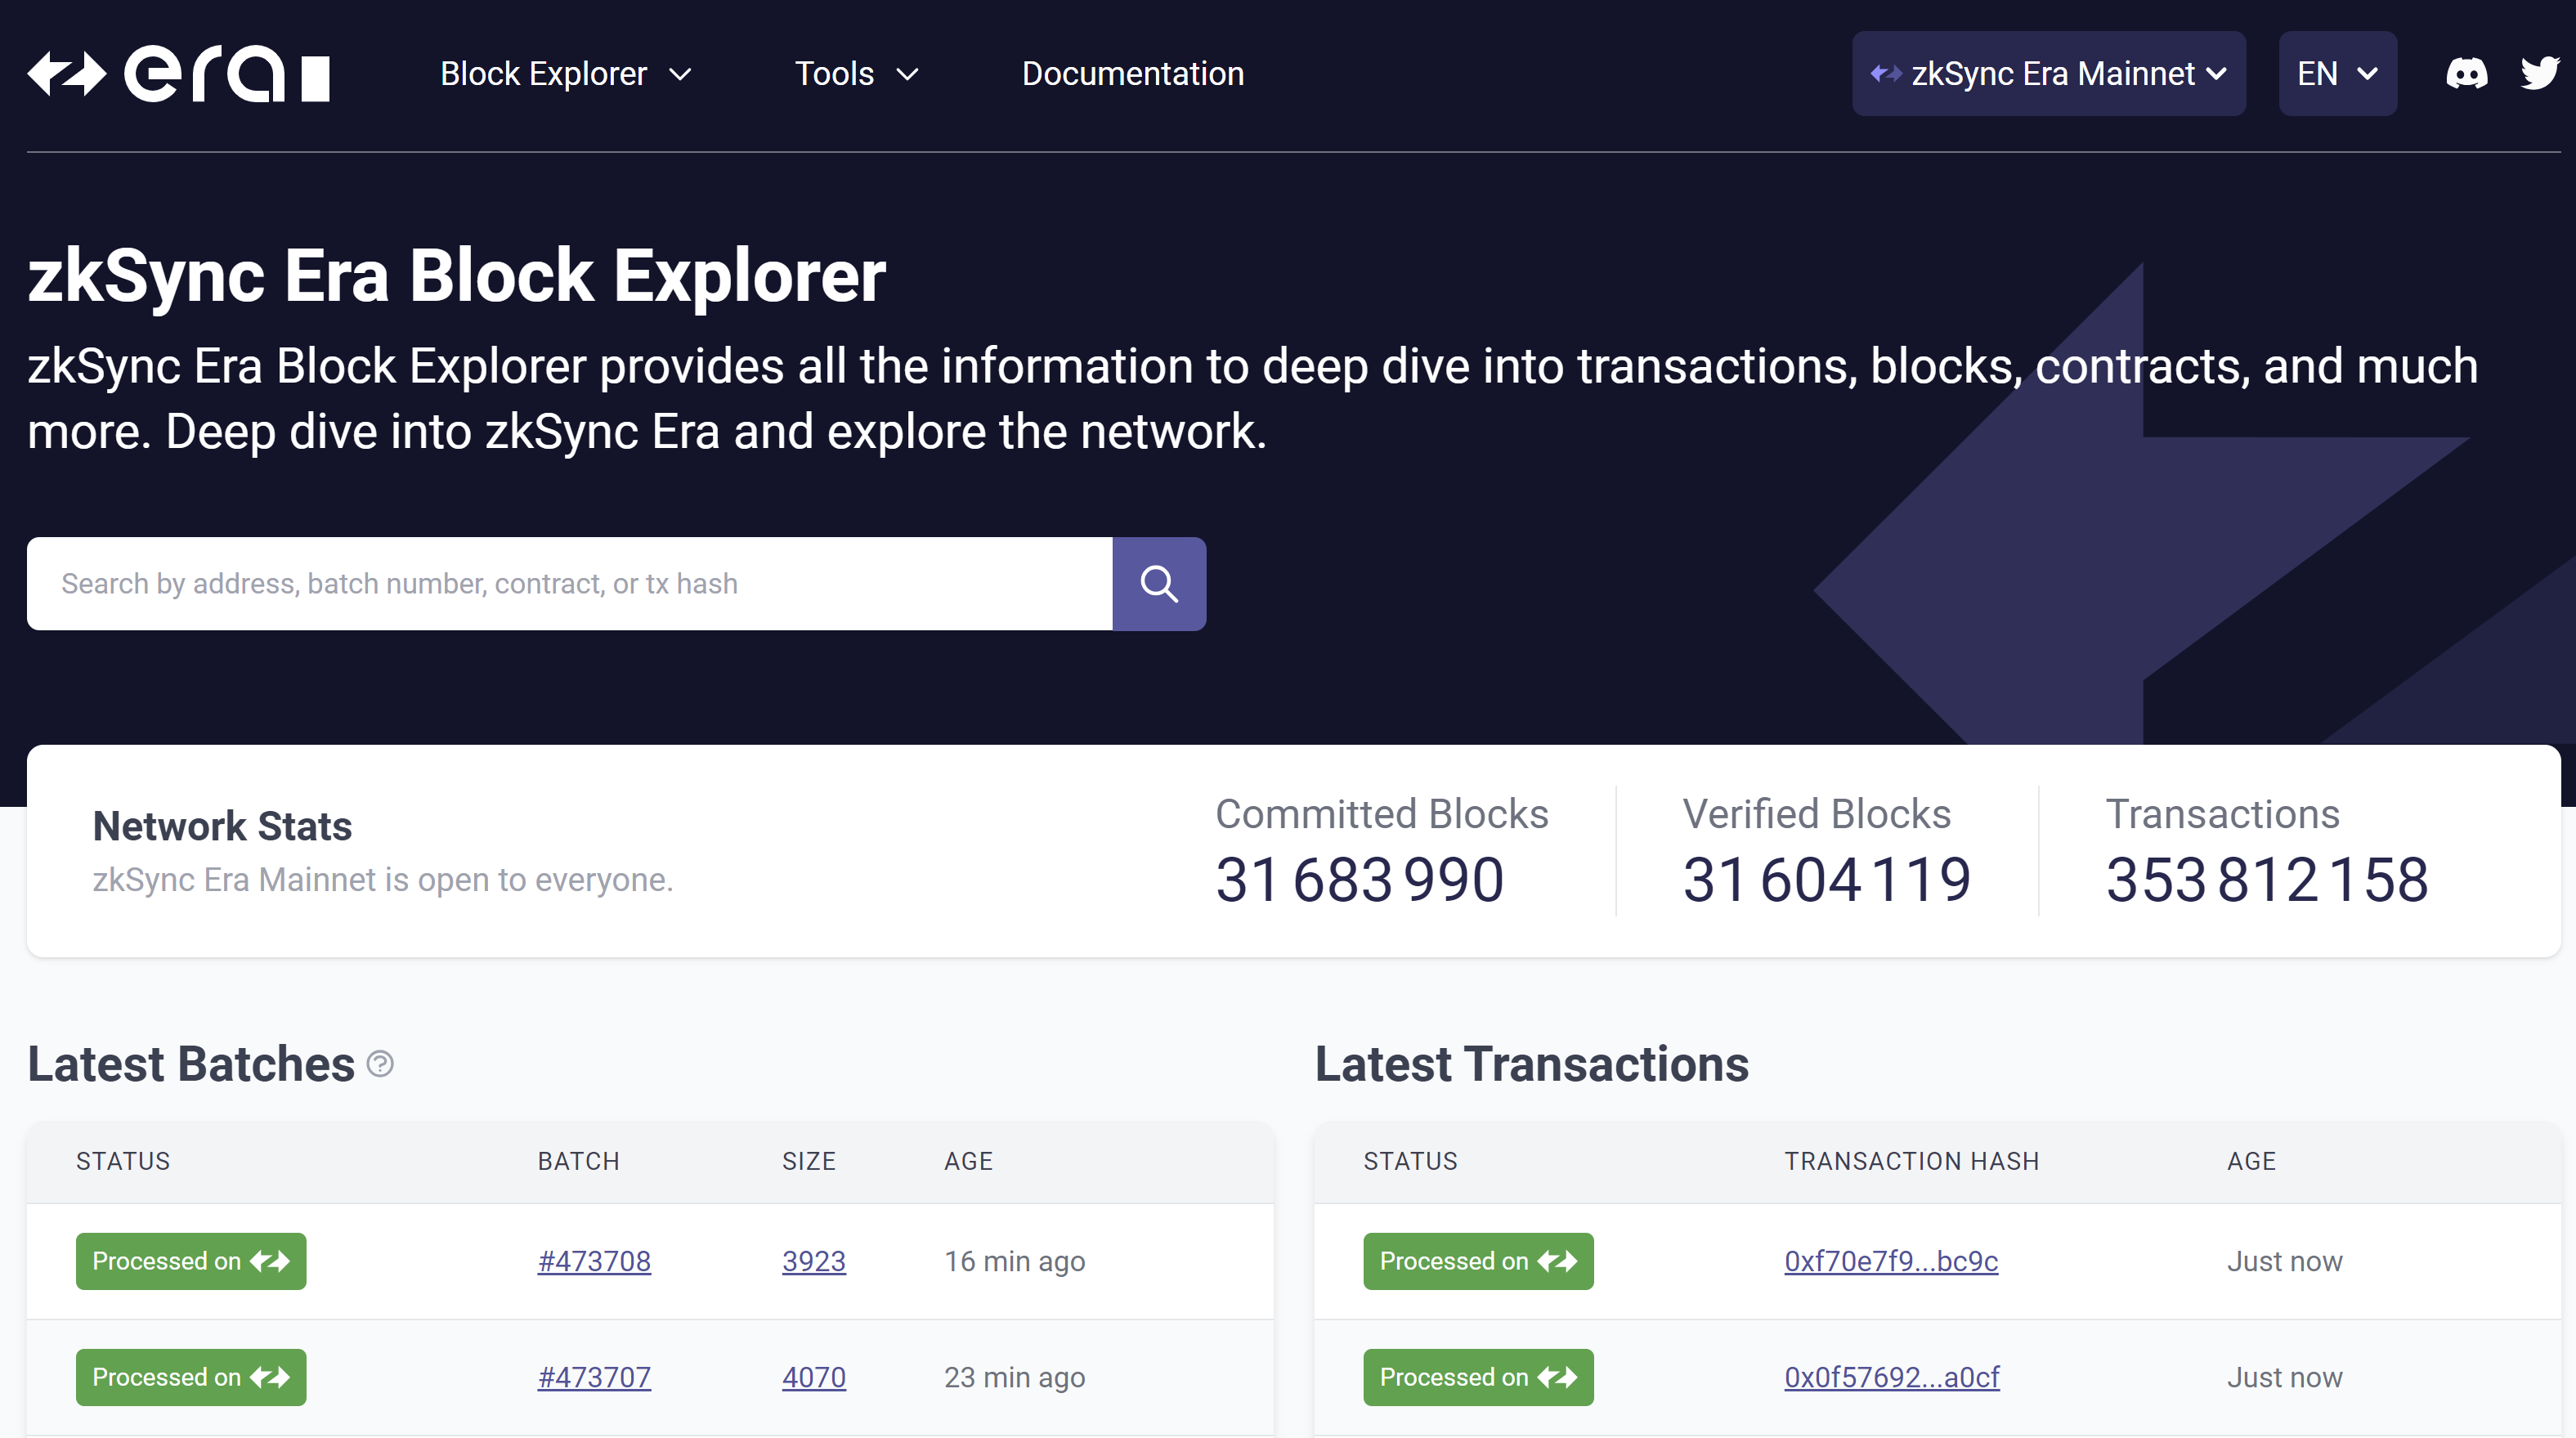 era
Block Explorer
Tools
Documentation
zkSync Era Mainnet
EN
zkSync Era Block Explorer
zkSync Era Block Explorer provides all the information to deep dive into transactions, blocks, contracts, and much
more. Deep dive into zkSync Era and explore the network.
Search by address, batch number, contract, or tx hash
Network Stats
zkSync Era Mainnet is open to everyone.
Committed Blocks
31 683 990
Verified Blocks
31 604 119
Transactions
353 812 158
Latest Batches
STATUS BATCH SIZE AGE
Processed on #473708 3923 16 min ago
Processed on #473707 4070 23 min ago
Latest Transactions
STATUS TRANSACTION HASH AGE
Processed on 0xf70e7f9...bc9c Just now
Processed on 0x0f57692...a0cf Just now